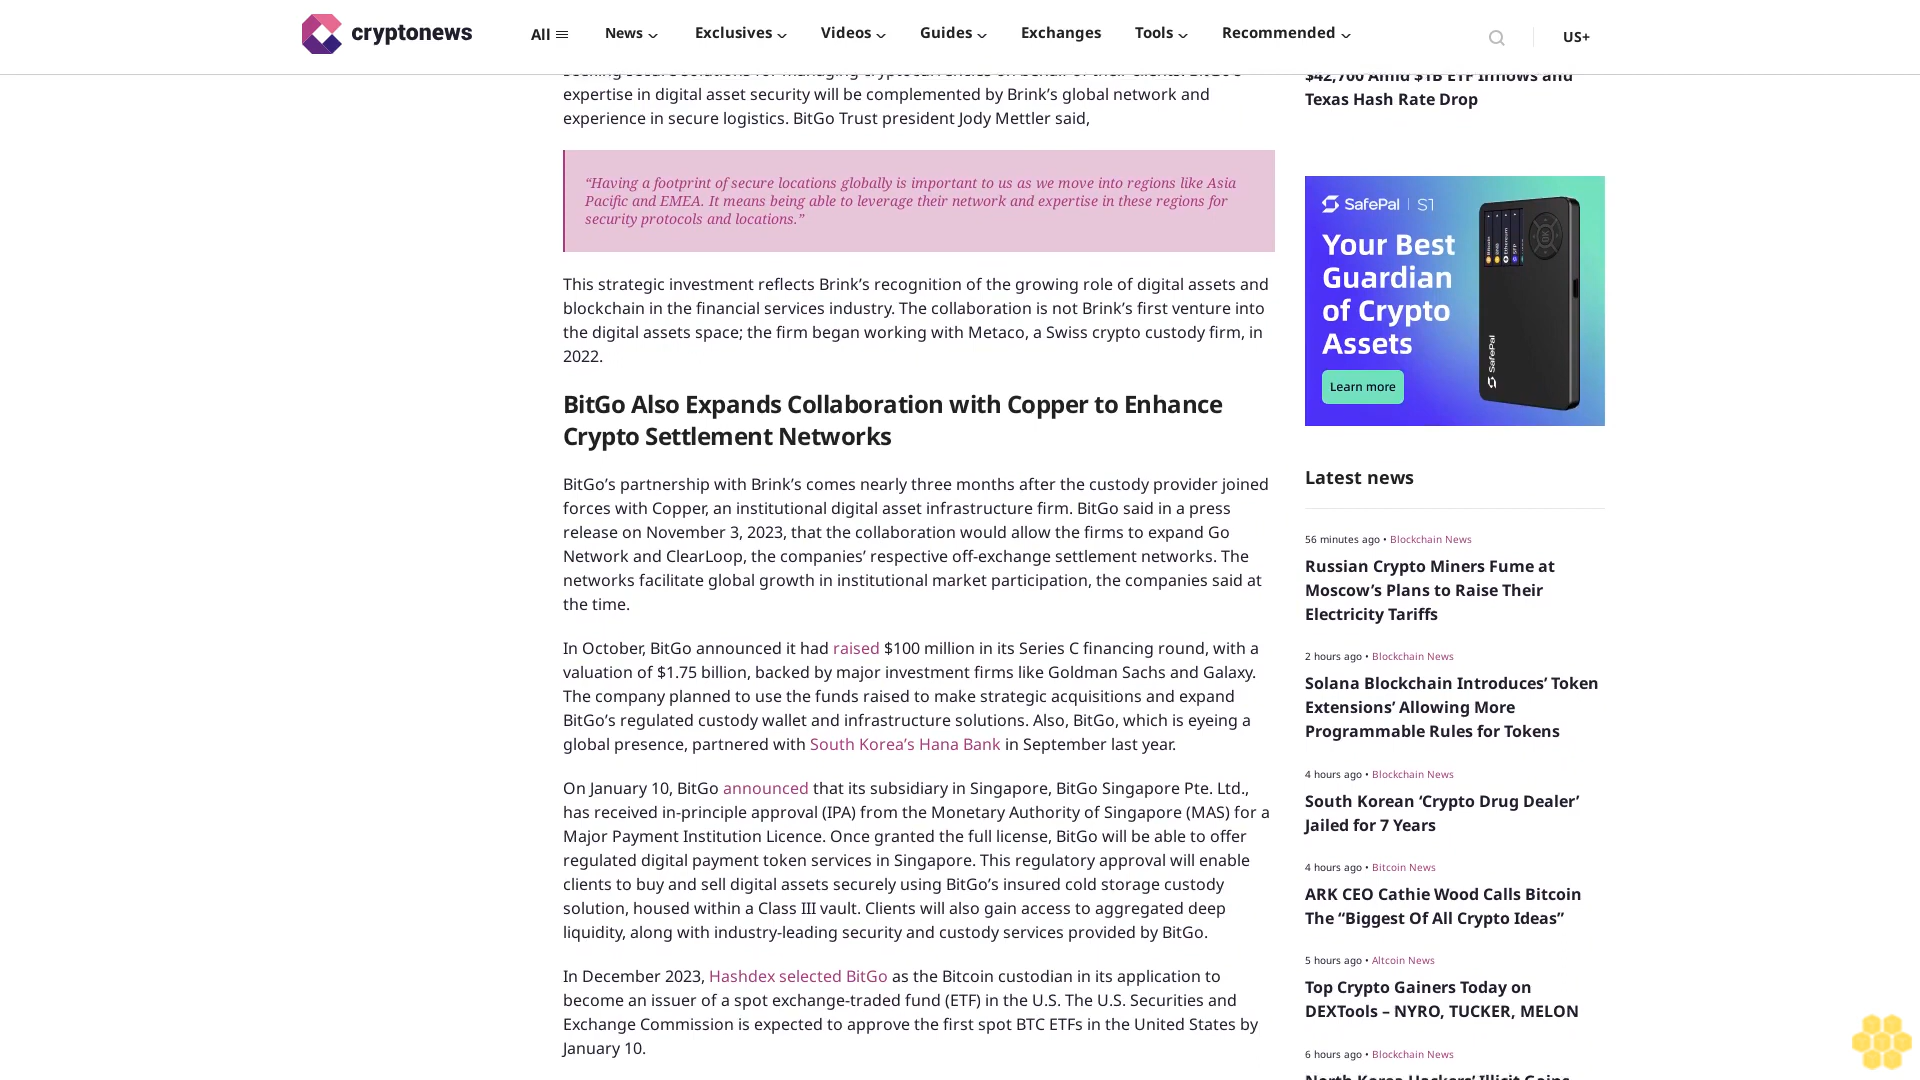 cryptonews
All
News
Exclusives
Videos
Guides
Exchanges
Tools
Recommended
US+
seeking secure solutions for managing cryptocurrencies on behalf of their clients. BitGo’s
expertise in digital asset security will be complemented by Brink’s global network and
experience in secure logistics. BitGo Trust president Jody Mettler said,
“Having a footprint of secure locations globally is important to us as we move into regions like Asia
Pacific and EMEA. It means being able to leverage their network and expertise in these regions for
security protocols and locations.”
This strategic investment reflects Brink’s recognition of the growing role of digital assets and
blockchain in the financial services industry. The collaboration is not Brink’s first venture into
the digital assets space; the firm began working with Metaco, a Swiss crypto custody firm, in
2022.
BitGo Also Expands Collaboration with Copper to Enhance
Crypto Settlement Networks
BitGo’s partnership with Brink’s comes nearly three months after the custody provider joined
forces with Copper, an institutional digital asset infrastructure firm. BitGo said in a press
release on November 3, 2023, that the collaboration would allow the firms to expand Go
Network and ClearLoop, the companies’ respective off-exchange settlement networks. The
networks facilitate global growth in institutional market participation, the companies said at
the time.
In October, BitGo announced it had raised $100 million in its Series C financing round, with a
valuation of $1.75 billion, backed by major investment firms like Goldman Sachs and Galaxy.
The company planned to use the funds raised to make strategic acquisitions and expand
BitGo’s regulated custody wallet and infrastructure solutions. Also, BitGo, which is eyeing a
global presence, partnered with South Korea’s Hana Bank in September last year.
On January 10, BitGo announced that its subsidiary in Singapore, BitGo Singapore Pte. Ltd.,
has received in-principle approval (IPA) from the Monetary Authority of Singapore (MAS) for a
Major Payment Institution Licence. Once granted the full license, BitGo will be able to offer
regulated digital payment token services in Singapore. This regulatory approval will enable
clients to buy and sell digital assets securely using BitGo’s insured cold storage custody
solution, housed within a Class III vault. Clients will also gain access to aggregated deep
liquidity, along with industry-leading security and custody services provided by BitGo.
In December 2023, Hashdex selected BitGo as the Bitcoin custodian in its application to
become an issuer of a spot exchange-traded fund (ETF) in the U.S. The U.S. Securities and
Exchange Commission is expected to approve the first spot BTC ETFs in the United States by
January 10.
$42,700 Amid $1B ETF Inflows and
Texas Hash Rate Drop
SafePal | S1
Your Best
Guardian
of Crypto
Assets
Learn more
SafePal
Latest news
56 minutes ago • Blockchain News
Russian Crypto Miners Fume at
Moscow’s Plans to Raise Their
Electricity Tariffs
2 hours ago • Blockchain News
Solana Blockchain Introduces’ Token
Extensions’ Allowing More
Programmable Rules for Tokens
4 hours ago • Blockchain News
South Korean ‘Crypto Drug Dealer’
Jailed for 7 Years
4 hours ago • Bitcoin News
ARK CEO Cathie Wood Calls Bitcoin
The “Biggest Of All Crypto Ideas”
5 hours ago • Altcoin News
Top Crypto Gainers Today on
DEXTools – NYRO, TUCKER, MELON
6 hours ago • Blockchain News
North Korea Hackers’ Illicit Gains